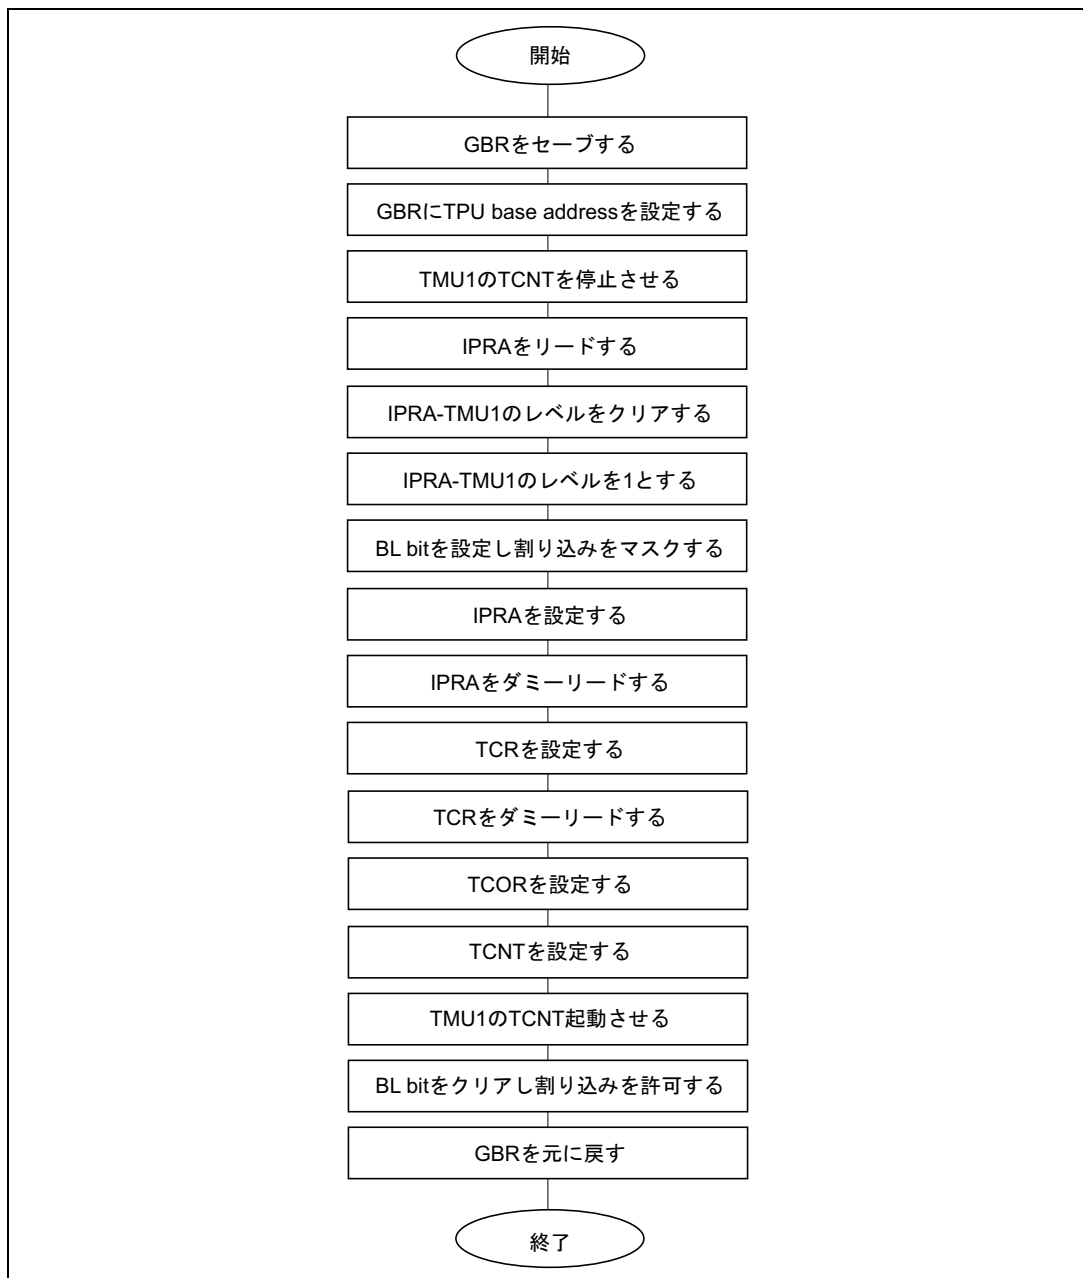 開始
GBRをセーブする
GBRにTPU base addressを設定する
TMU1のTCNTを停止させる
IPRAをリードする
IPRA-TMU1のレベルをクリアする
IPRA-TMU1のレベルを1とする
BL bitを設定し割り込みをマスクする
IPRAを設定する
IPRAをダミーリードする
TCRを設定する
TCRをダミーリードする
TCORを設定する
TCNTを設定する
TMU1のTCNT起動させる
BL bitをクリアし割り込みを許可する
GBRを元に戻す
終了